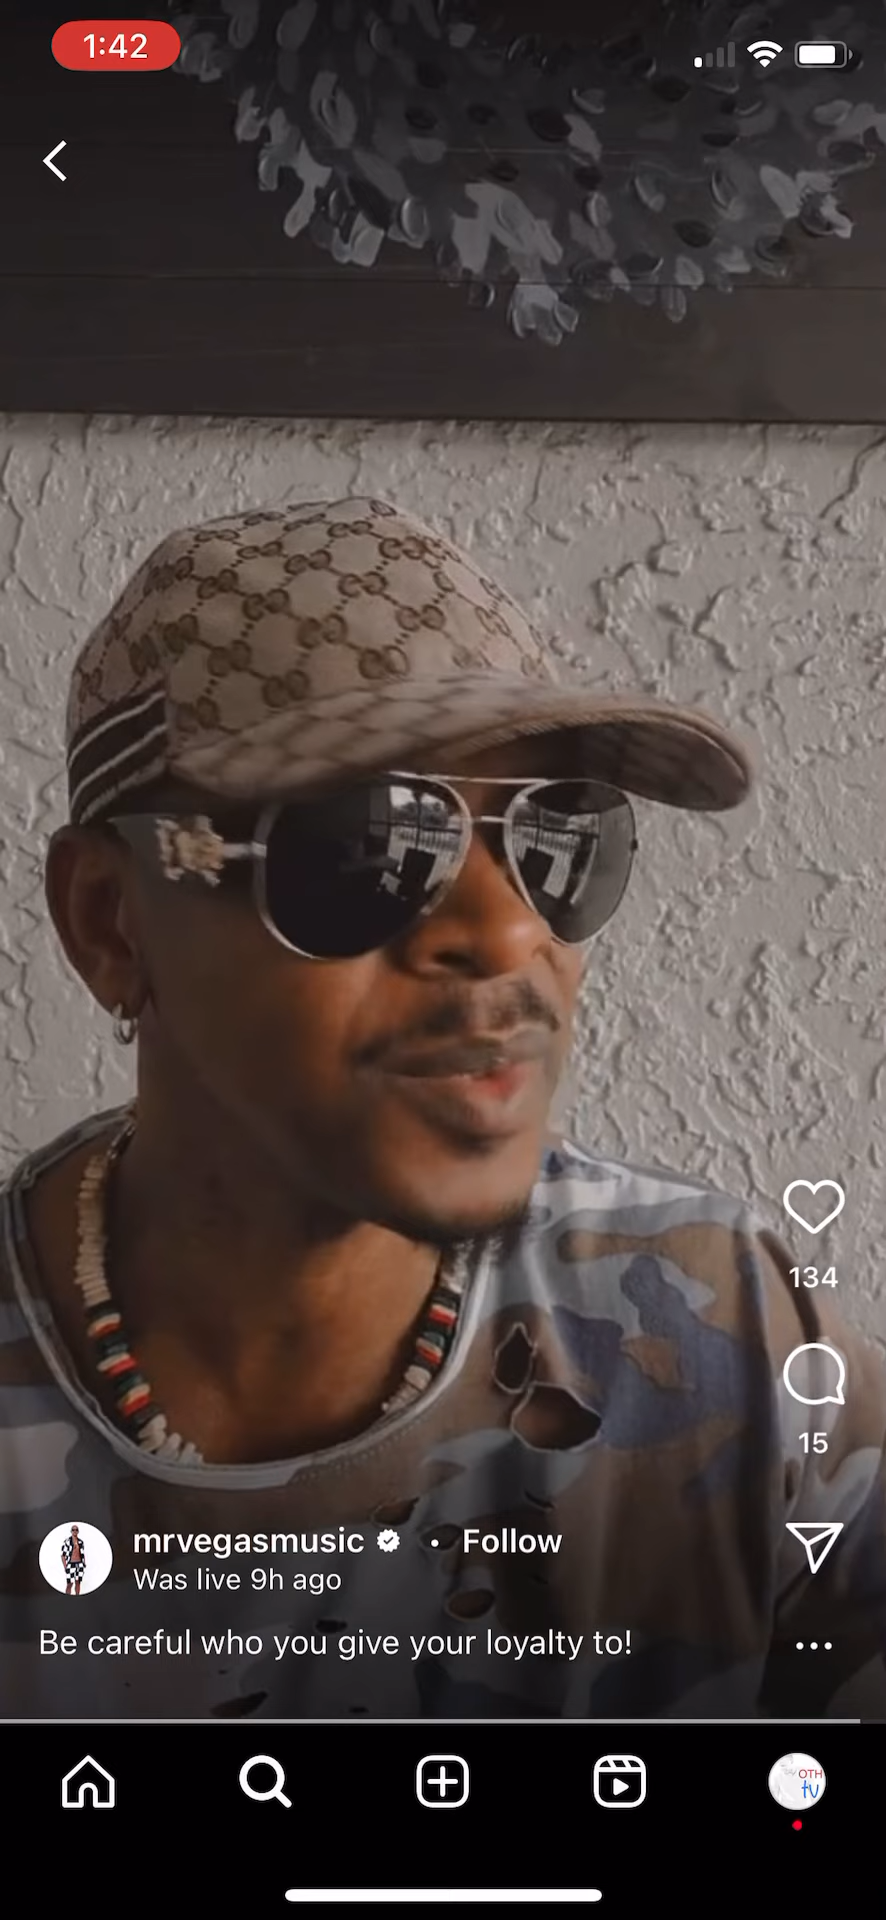 1:42
134
15
mrvegasmusic • Follow
Was live 9h ago
Be careful who you give your loyalty to!
OTH
tv